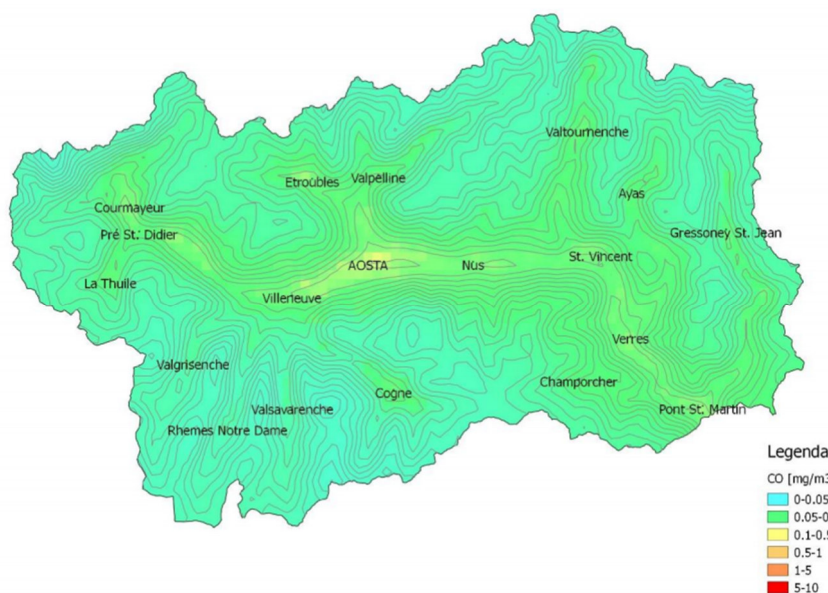 Valtournenche
Etroubles
Valpelline
Ayas
Courmayeur
Pré St. Didier
Gressoney St. Jean
AOSTA
Nus
St. Vincent
La Thuile
Villeneuve
Verres
Valgrisenche
Champorcher
Cogne
Valsavarenche
Pont St. Martin
Rhemes Notre Dame
Legenda
CO [mg/m3
0-0.05
0.05-0
0.1-0.5
0.5-1
1-5
5-10